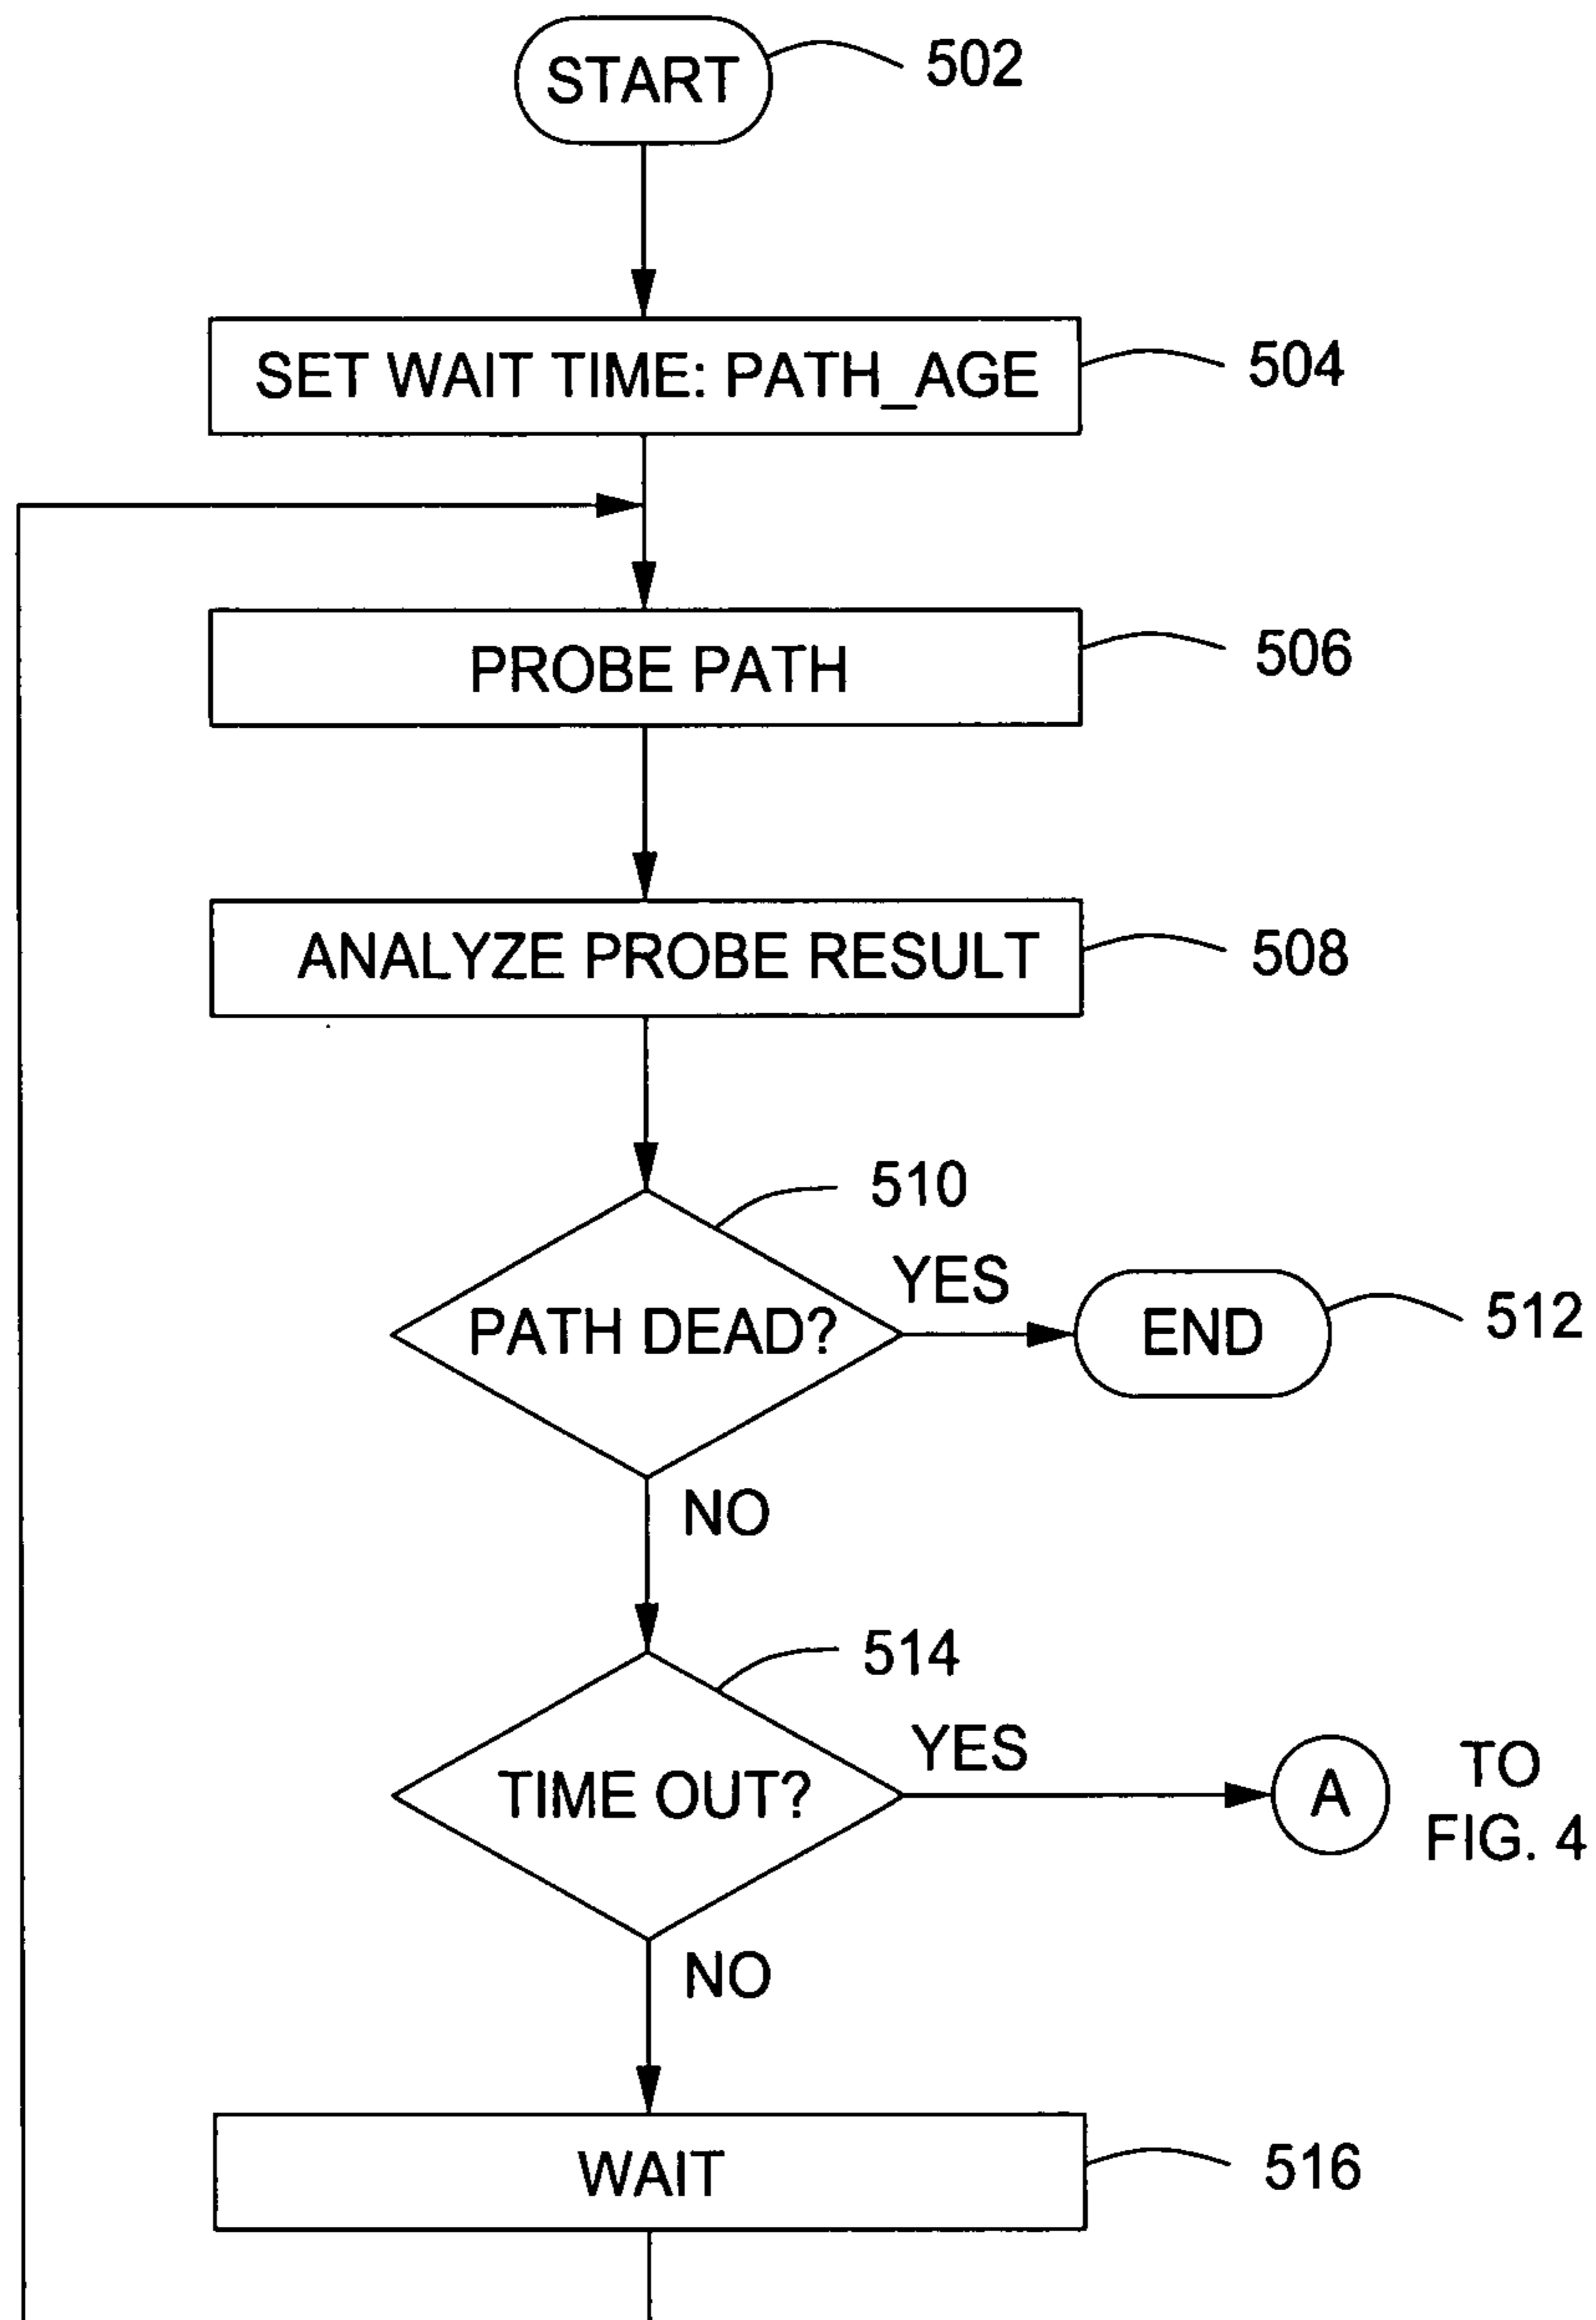 START
502
SET WAIT TIME: PATH_AGE
504
PROBE PATH
506
ANALYZE PROBE RESULT
508
510
PATH DEAD?
YES
END
512
NO
514
TIME OUT?
YES
A
TO
FIG. 4
NO
WAIT
516